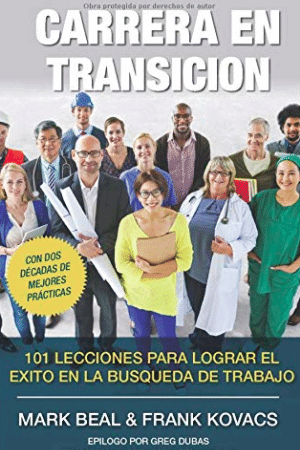 Obra protegida por derechos de autor
CARRERA EN
TRANSICION
CON DOS
DÉCADAS DE
MEJORES
PRÁCTICAS
101 LECCIONES PARA LOGRAR EL
EXITO EN LA BUSQUEDA DE TRABAJO
MARK BEAL & FRANK KOVACS
EPILOGO POR GREG DUBAS